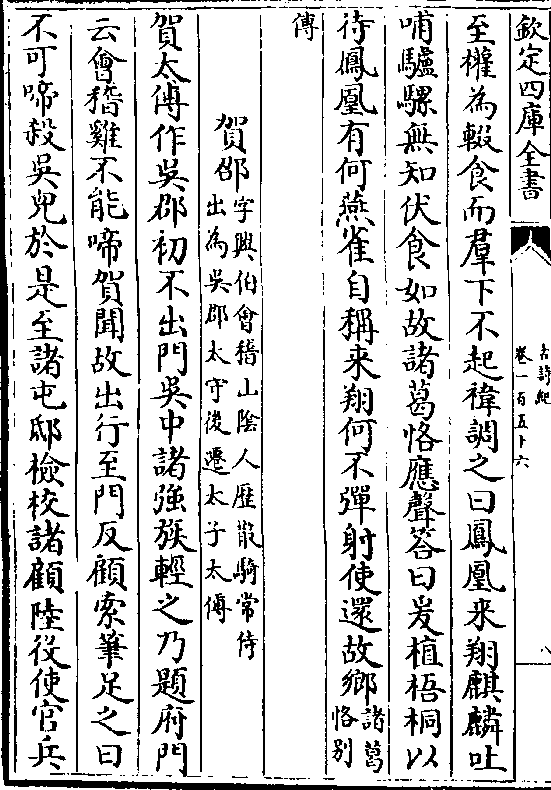 欽定四庫全書
古詩紀
卷一百五十六
至權為輟食而羣下不起禕調之曰鳳凰來翔麒麟吐
哺驢騾無知伏食如故諸葛恪應聲答曰爰植梧桐以
待鳳凰有何燕雀自稱來翔何不彈射使還故鄉諸葛
恪别
傳
賀邵字興伯會稽山陰人歴散騎常侍
出為吳郡太守後遷太子太傅
賀太傅作吳郡初不出門吳中諸強族輕之乃題府門
云會稽雞不能啼賀聞故出行至門反顧索筆足之曰
不可啼殺吳兒於是至諸屯邸檢校諸顧陸役使官兵